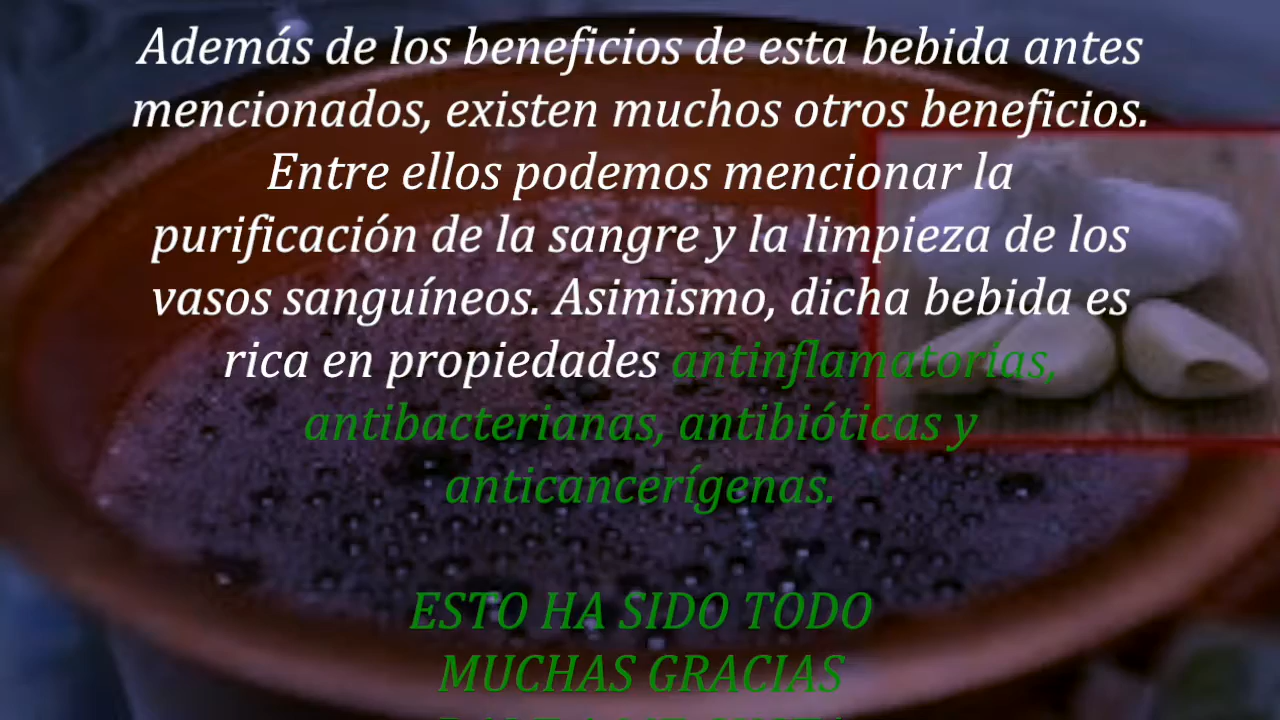 Además de los beneficios de esta bebida antes
mencionados, existen muchos otros beneficios.
Entre ellos podemos mencionar la
purificación de la sangre y la limpieza de los
vasos sanguíneos. Asimismo, dicha bebida es
rica en propiedades antinflamatorias,
antibacterianas, antibióticas y
anticancerígenas.
ESTO HA SIDO TODO
MUCHAS GRACIAS